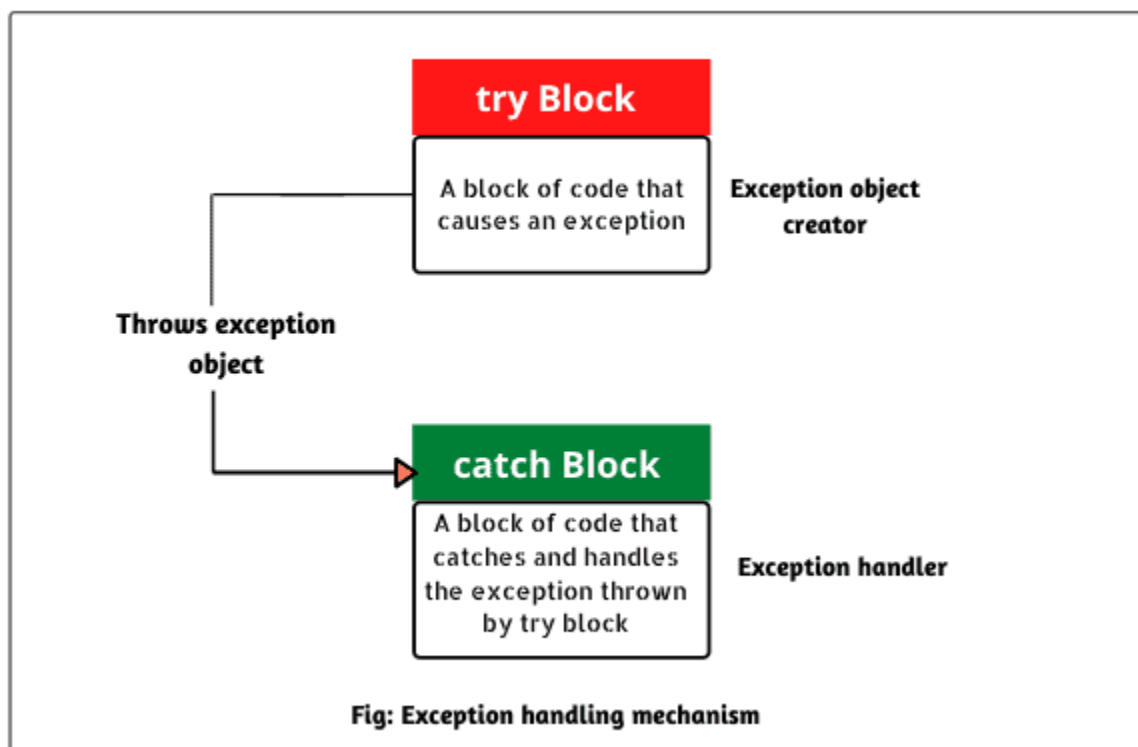 try Block
A block of code that
causes an exception
Exception object
creator
Throws exception
object
catch Block
A block of code that
catches and handles
the exception thrown
by try block
Exception handler
Fig: Exception handling mechanism